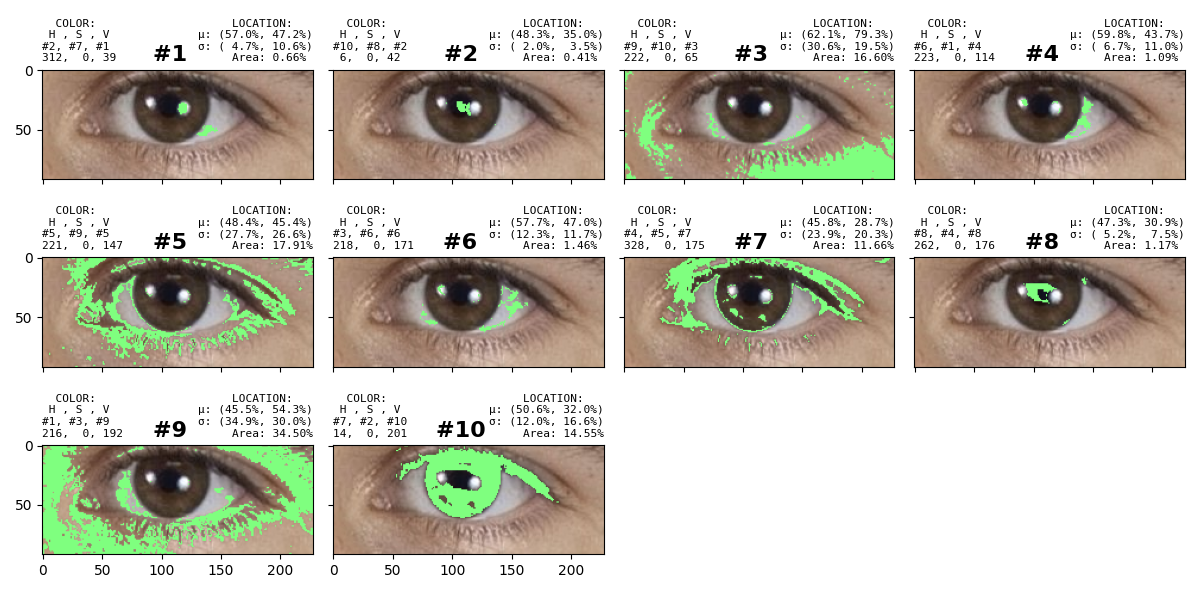 COLOR: LOCATION:
H , S , V μ: (57.0%, 47.2%)
#2, #7, #1 σ: ( 4.7%, 10.6%)
312, 0, 39 #1 Area: 0.66%
COLOR: LOCATION:
H , S , V μ: (48.3%, 35.0%)
#10, #8, #2 σ: ( 2.0%, 3.5%)
6, 0, 42 #2 Area: 0.41%
COLOR: LOCATION:
H , S , V μ: (62.1%, 79.3%)
#9, #10, #3 σ: (30.6%, 19.5%)
222, 0, 65 #3 Area: 16.60%
COLOR: LOCATION:
H , S , V μ: (59.8%, 43.7%)
#6, #1, #4 σ: ( 6.7%, 11.0%)
223, 0, 114 #4 Area: 1.09%
0
50
COLOR: LOCATION:
H , S , V μ: (48.4%, 45.4%)
#5, #9, #5 σ: (27.7%, 26.6%)
221, 0, 147 #5 Area: 17.91%
COLOR: LOCATION:
H , S , V μ: (57.7%, 47.0%)
#3, #6, #6 σ: (12.3%, 11.7%)
218, 0, 171 #6 Area: 1.46%
COLOR: LOCATION:
H , S , V μ: (45.8%, 28.7%)
#4, #5, #7 σ: (23.9%, 20.3%)
328, 0, 175 #7 Area: 11.66%
COLOR: LOCATION:
H , S , V μ: (47.3%, 30.9%)
#8, #4, #8 σ: ( 5.2%, 7.5%)
262, 0, 176 #8 Area: 1.17%
0
50
COLOR: LOCATION:
H , S , V μ: (45.5%, 54.3%)
#1, #3, #9 σ: (34.9%, 30.0%)
216, 0, 192 #9 Area: 34.50%
COLOR: LOCATION:
H , S , V μ: (50.6%, 32.0%)
#7, #2, #10 σ: (12.0%, 16.6%)
14, 0, 201 #10 Area: 14.55%
0
50
0 50 100 150 200
0 50 100 150 200